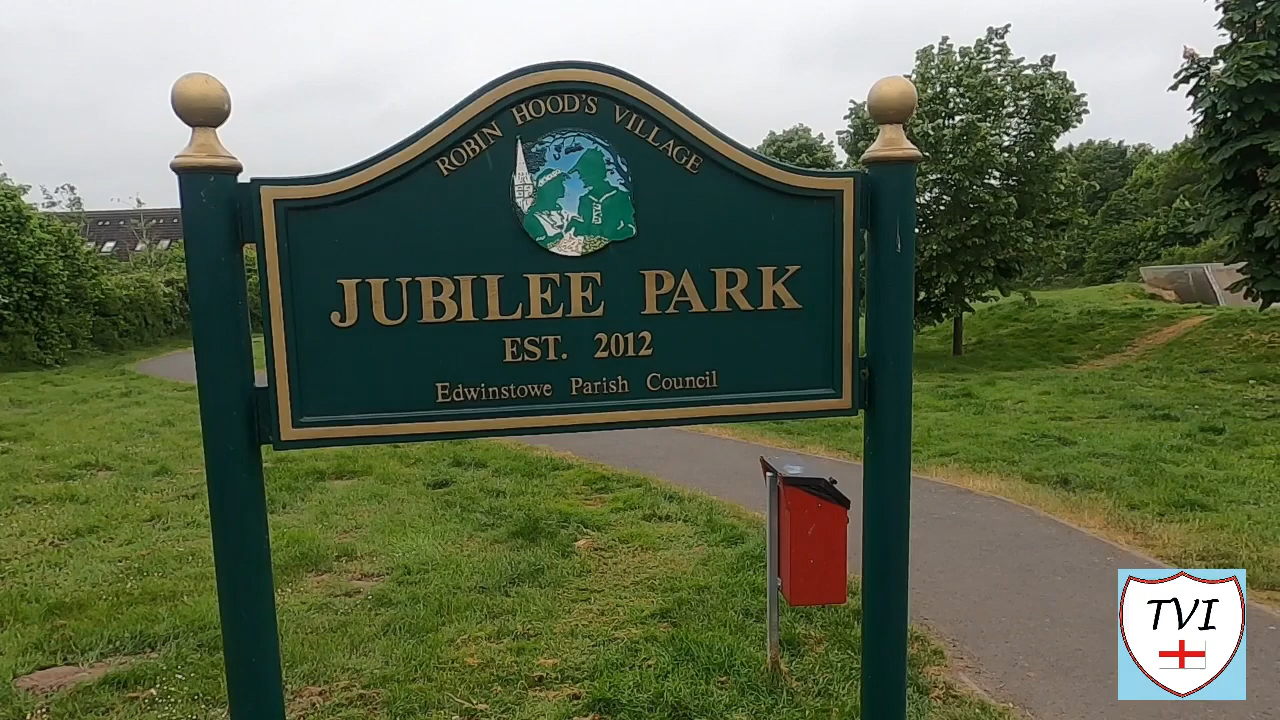 ROBIN HOOD'S VILLAGE
JUBILEE PARK
EST. 2012
Edwinstowe Parish Council
TVI